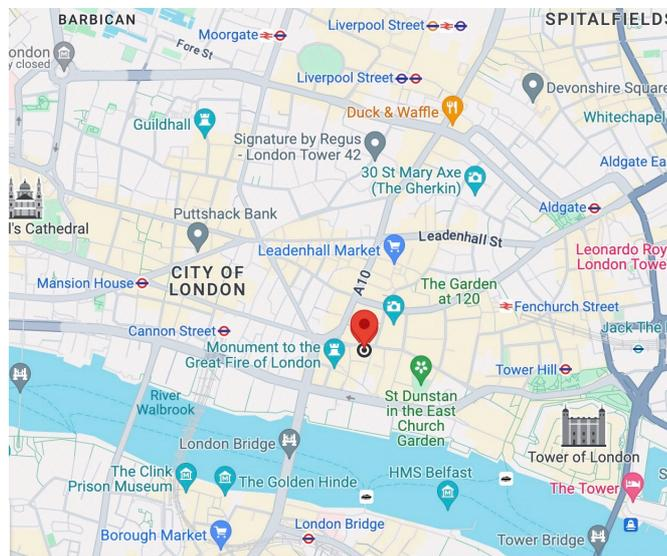 BARBICAN
Liverpool Street
SPITALFIELDS
Moorgate
Fore St
ondon
y closed
Liverpool Street
Devonshire Square
Duck & Waffle
Guildhall
Whitechapel
Signature by Regus
- London Tower 42
30 St Mary Axe
(The Gherkin)
Aldgate Ea
Aldgate
l's Cathedral
Puttshack Bank
Leadenhall Market
Leadenhall St
Leonardo Roy
London Towe
CITY OF
LONDON
Mansion House
A10
The Garden
at 120
Fenchurch Street
Cannon Street
Jack The
Monument to the
Great Fire of London
Tower Hill
River
Walbrook
St Dunstan
in the East
Church
Garden
London Bridge
Tower of London
The Clink
Prison Museum
The Golden Hinde
HMS Belfast
S
The Tower
Borough Market
London Bridge
Tower Bridge